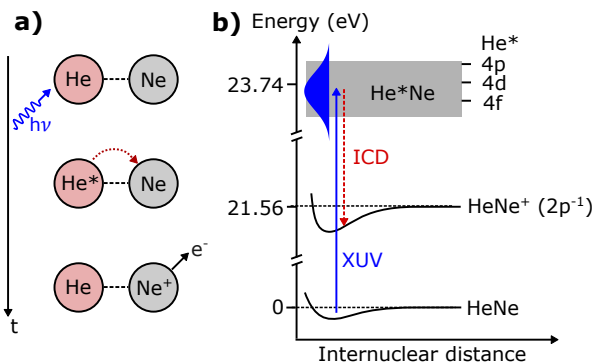 a)
He
Ne
hν
He*
Ne
He
Ne⁺
e⁻
t
b)
Energy (eV)
He*
4p
4d
4f
23.74
He*Ne
ICD
21.56
HeNe⁺ (2p⁻¹)
XUV
0
HeNe
Internuclear distance